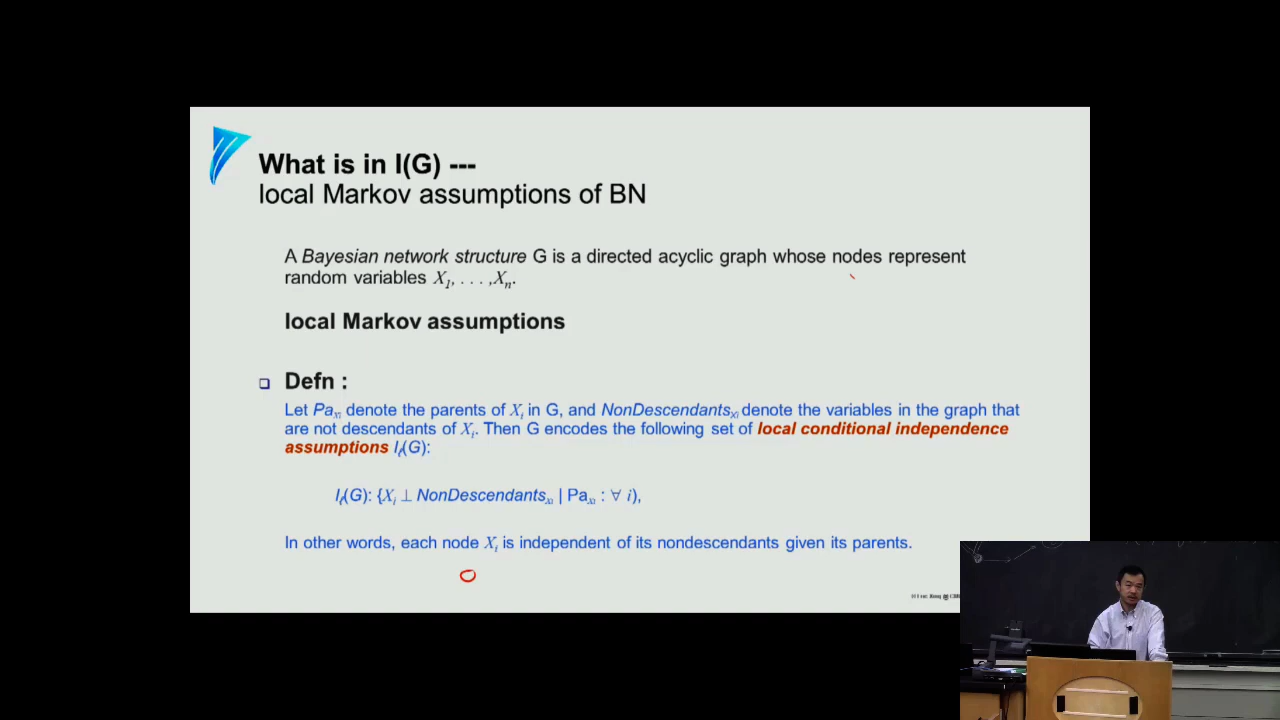 What is in I(G) ---
local Markov assumptions of BN
A Bayesian network structure G is a directed acyclic graph whose nodes represent
random variables X1, . . . ,Xn.
local Markov assumptions
Defn :
Let PaXi denote the parents of Xi in G, and NonDescendantsXi denote the variables in the graph that
are not descendants of Xi. Then G encodes the following set of local conditional independence
assumptions Iℓ(G):
Iℓ(G): {Xi ⊥ NonDescendantsXi | PaXi : ∀ i),
In other words, each node Xi is independent of its nondescendants given its parents.